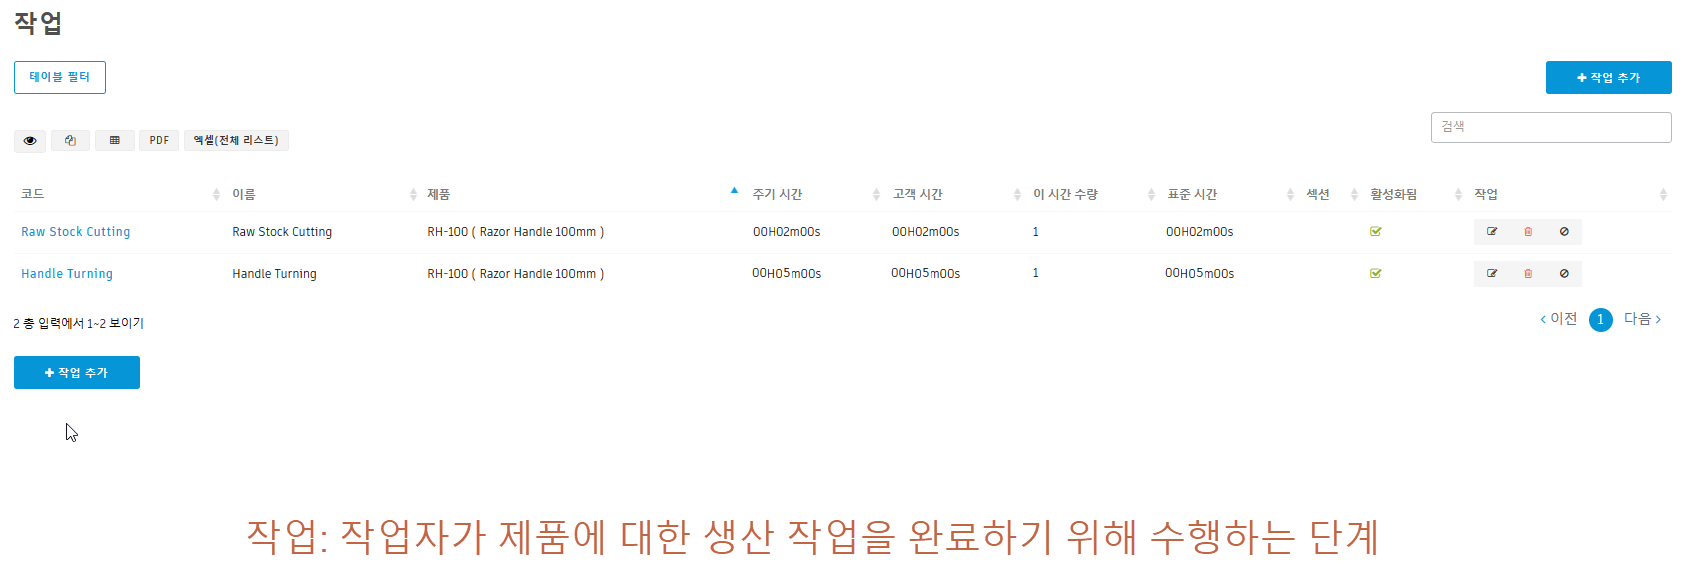 작업
테이블 필터
작업 추가
검색
PDF 엑셀(전체 리스트)
코드 이름 제품 주기 시간 고객 시간 이 시간 수량 표준 시간 섹션 활성화됨 작업
Raw Stock Cutting Raw Stock Cutting RH-100 ( Razor Handle 100mm ) 00H02m00s 00H02m00s 1 00H02m00s
Handle Turning Handle Turning RH-100 ( Razor Handle 100mm ) 00H05m00s 00H05m00s 1 00H05m00s
2 총 입력에서 1~2 보이기
이전 1 다음
작업 추가
작업: 작업자가 제품에 대한 생산 작업을 완료하기 위해 수행하는 단계